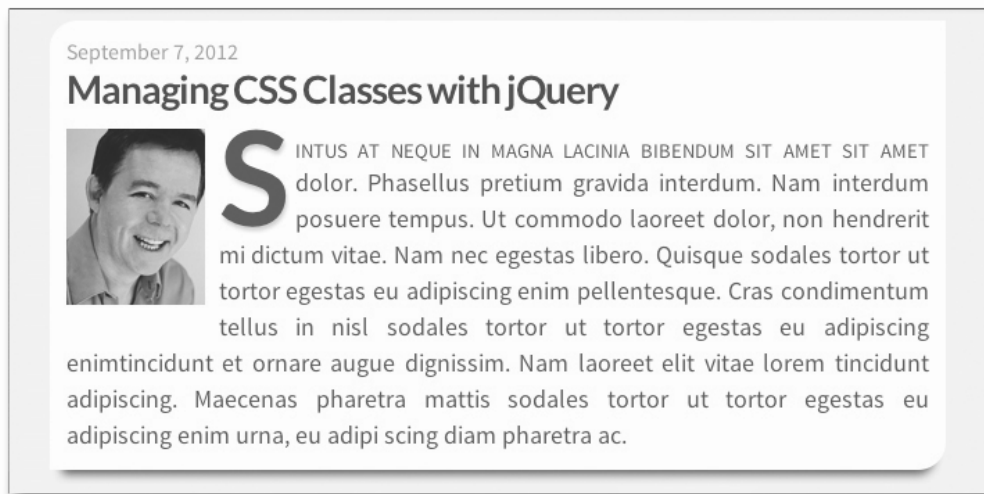 September 7, 2012
Managing CSS Classes with jQuery
SINTUS AT NEQUE IN MAGNA LACINIA BIBENDUM SIT AMET SIT AMET
dolor. Phasellus pretium gravida interdum. Nam interdum
posuere tempus. Ut commodo laoreet dolor, non hendrerit
mi dictum vitae. Nam nec egestas libero. Quisque sodales tortor ut
tortor egestas eu adipiscing enim pellentesque. Cras condimentum
tellus in nisl sodales tortor ut tortor egestas eu adipiscing
enimtincidunt et ornare augue dignissim. Nam laoreet elit vitae lorem tincidunt
adipiscing. Maecenas pharetra mattis sodales tortor ut tortor egestas eu
adipiscing enim urna, eu adipi scing diam pharetra ac.